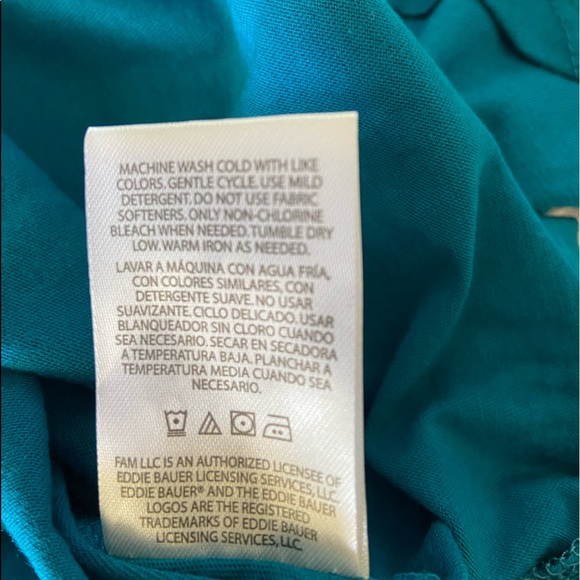 MACHINE WASH COLD WITH LIKE
COLORS. GENTLE CYCLE. USE MILD
DETERGENT. DO NOT USE FABRIC
SOFTENERS. ONLY NON-CHLORINE
BLEACH WHEN NEEDED. TUMBLE DRY
LOW. WARM IRON AS NEEDED.
LAVAR A MÁQUINA CON AGUA FRÍA,
CON COLORES SIMILARES, CON
DETERGENTE SUAVE. NO USAR
SUAVIZANTE. CICLO DELICADO. USAR
BLANQUEADOR SIN CLORO CUANDO
SEA NECESARIO. SECAR EN SECADORA
A TEMPERATURA BAJA. PLANCHAR A
TEMPERATURA MEDIA CUANDO SEA
NECESARIO.
FAM LLC IS AN AUTHORIZED LICENSEE OF
EDDIE BAUER LICENSING SERVICES, LLC.
EDDIE BAUER® AND THE EDDIE BAUER
LOGOS ARE THE REGISTERED
TRADEMARKS OF EDDIE BAUER
LICENSING SERVICES, LLC.